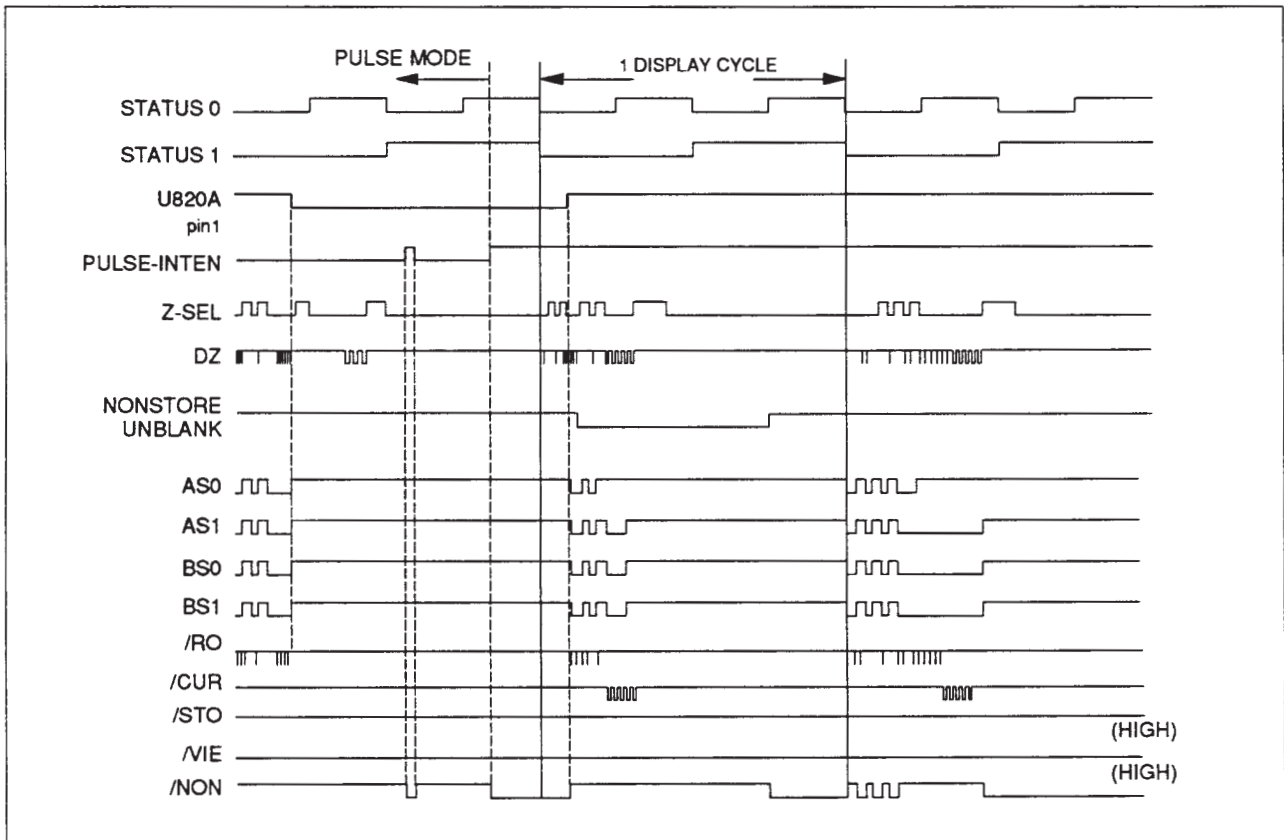 PULSE MODE
1 DISPLAY CYCLE
STATUS 0
STATUS 1
U820A
pin1
PULSE-INTEN
Z-SEL
DZ
NONSTORE
UNBLANK
AS0
AS1
BS0
BS1
/RO
/CUR
/STO
(HIGH)
/VIE
(HIGH)
/NON